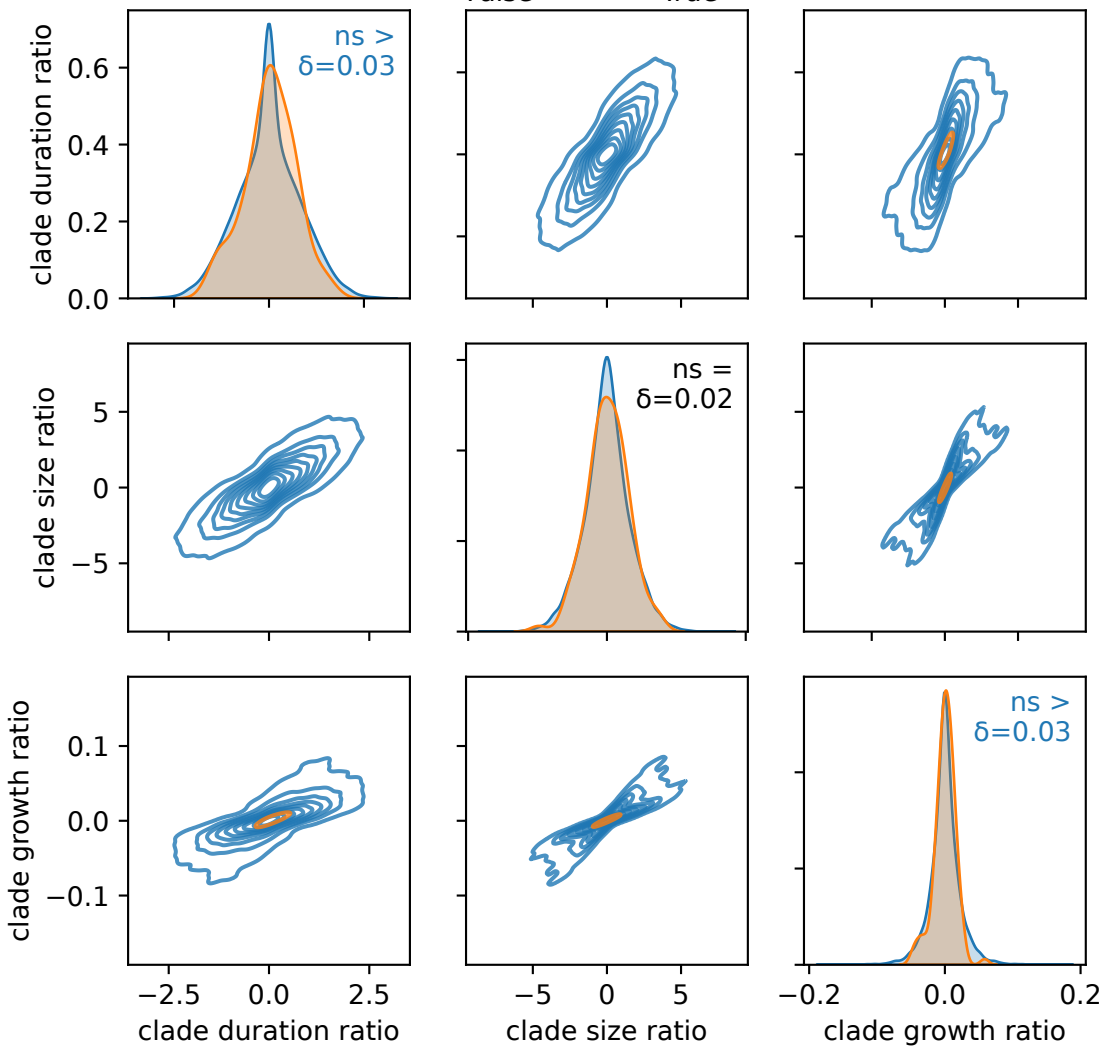 clade duration ratio
0.6
0.4
0.2
0.0
ns >
δ=0.03
clade size ratio
5
0
−5
ns =
δ=0.02
clade growth ratio
0.1
0.0
−0.1
ns >
δ=0.03
−2.5 0.0 2.5
−5 0 5
−0.2 0.0 0.2
clade duration ratio
clade size ratio
clade growth ratio